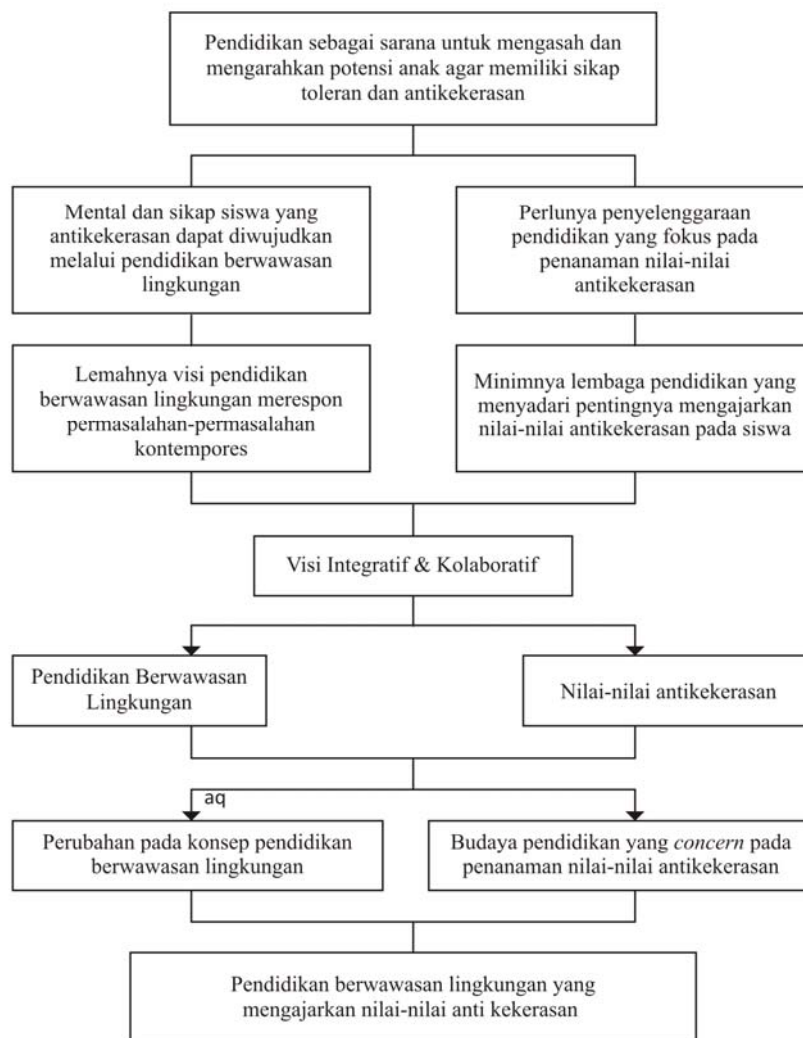 Pendidikan sebagai sarana untuk mengasah dan
mengarahkan potensi anak agar memiliki sikap
toleran dan antikekerasan
Mental dan sikap siswa yang
antikekerasan dapat diwujudkan
melalui pendidikan berwawasan
lingkungan
Perlunya penyelenggaraan
pendidikan yang fokus pada
penanaman nilai-nilai
antikekerasan
Lemahnya visi pendidikan
berwawasan lingkungan merespon
permasalahan-permasalahan
kontempores
Minimnya lembaga pendidikan yang
menyadari pentingnya mengajarkan
nilai-nilai antikekerasan pada siswa
Visi Integratif & Kolaboratif
Pendidikan Berwawasan
Lingkungan
Nilai-nilai antikekerasan
aq
Perubahan pada konsep pendidikan
berwawasan lingkungan
Budaya pendidikan yang concern pada
penanaman nilai-nilai antikekerasan
Pendidikan berwawasan lingkungan yang
mengajarkan nilai-nilai anti kekerasan